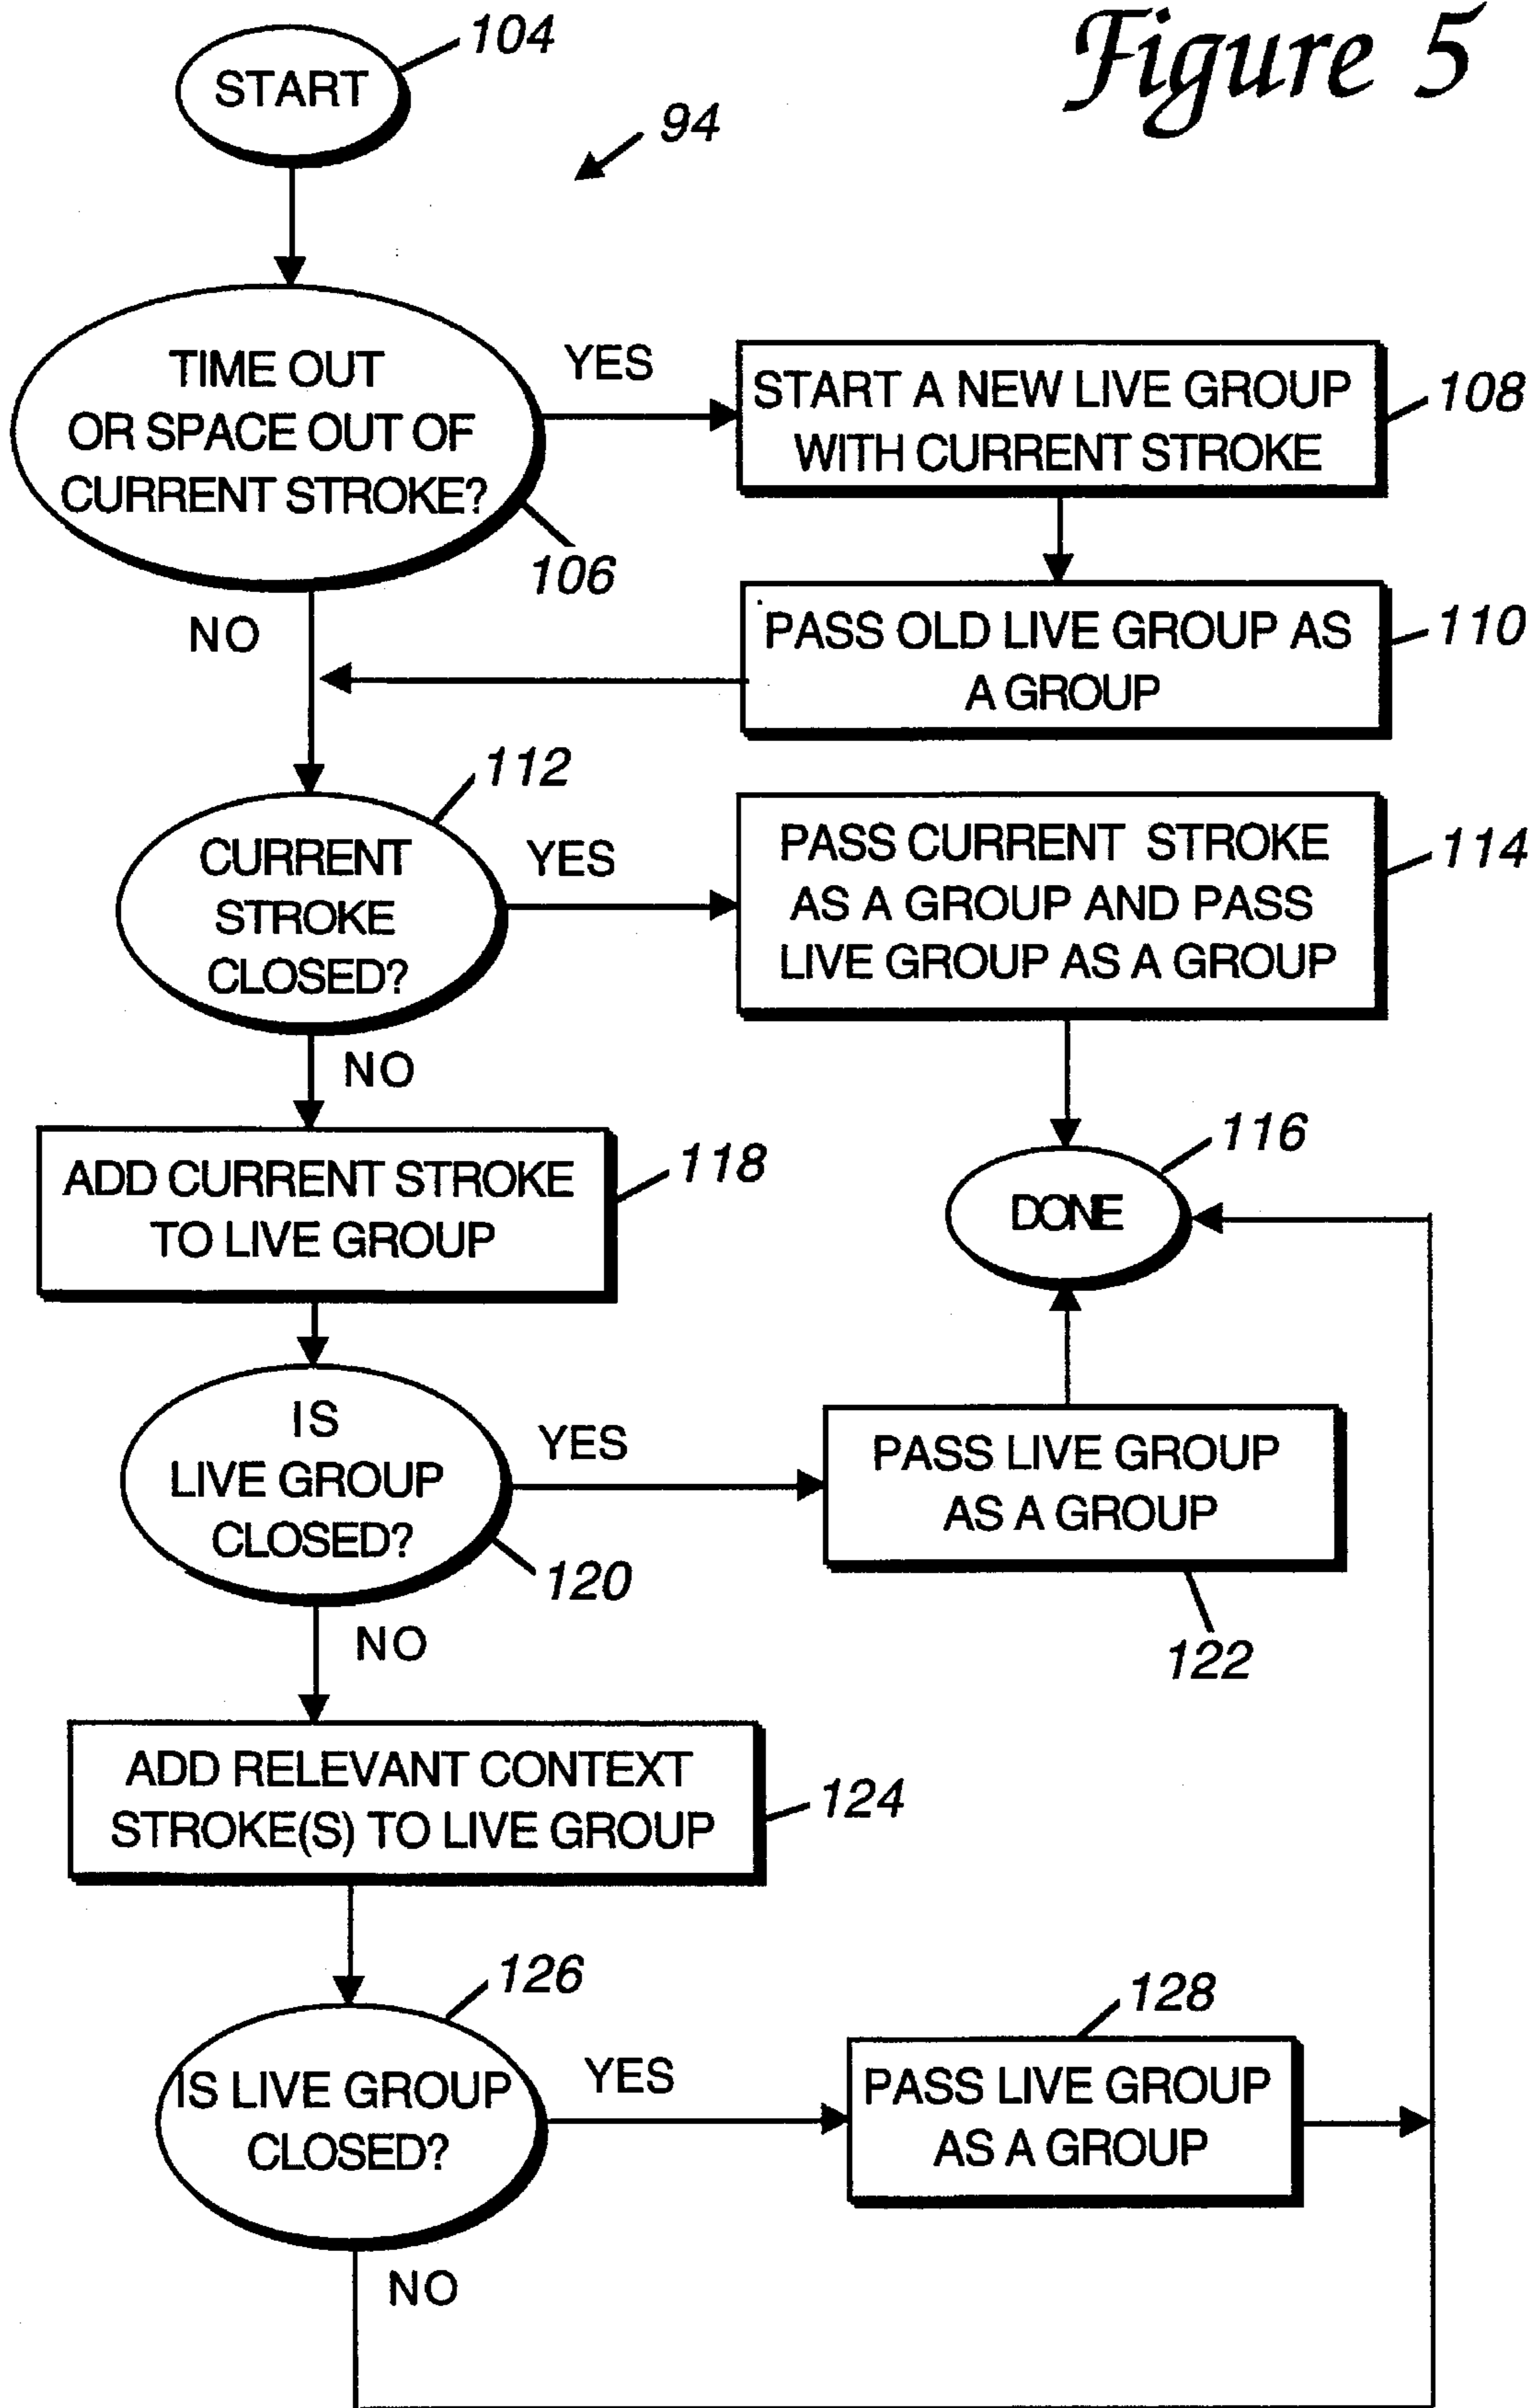 Figure 5
START
104
94
TIME OUT
OR SPACE OUT OF
CURRENT STROKE?
106
YES
START A NEW LIVE GROUP
WITH CURRENT STROKE
108
PASS OLD LIVE GROUP AS
A GROUP
110
NO
112
CURRENT
STROKE
CLOSED?
YES
PASS CURRENT STROKE
AS A GROUP AND PASS
LIVE GROUP AS A GROUP
114
NO
116
DONE
ADD CURRENT STROKE
TO LIVE GROUP
118
IS
LIVE GROUP
CLOSED?
120
YES
PASS LIVE GROUP
AS A GROUP
122
NO
ADD RELEVANT CONTEXT
STROKE(S) TO LIVE GROUP
124
126
IS LIVE GROUP
CLOSED?
YES
128
PASS LIVE GROUP
AS A GROUP
NO